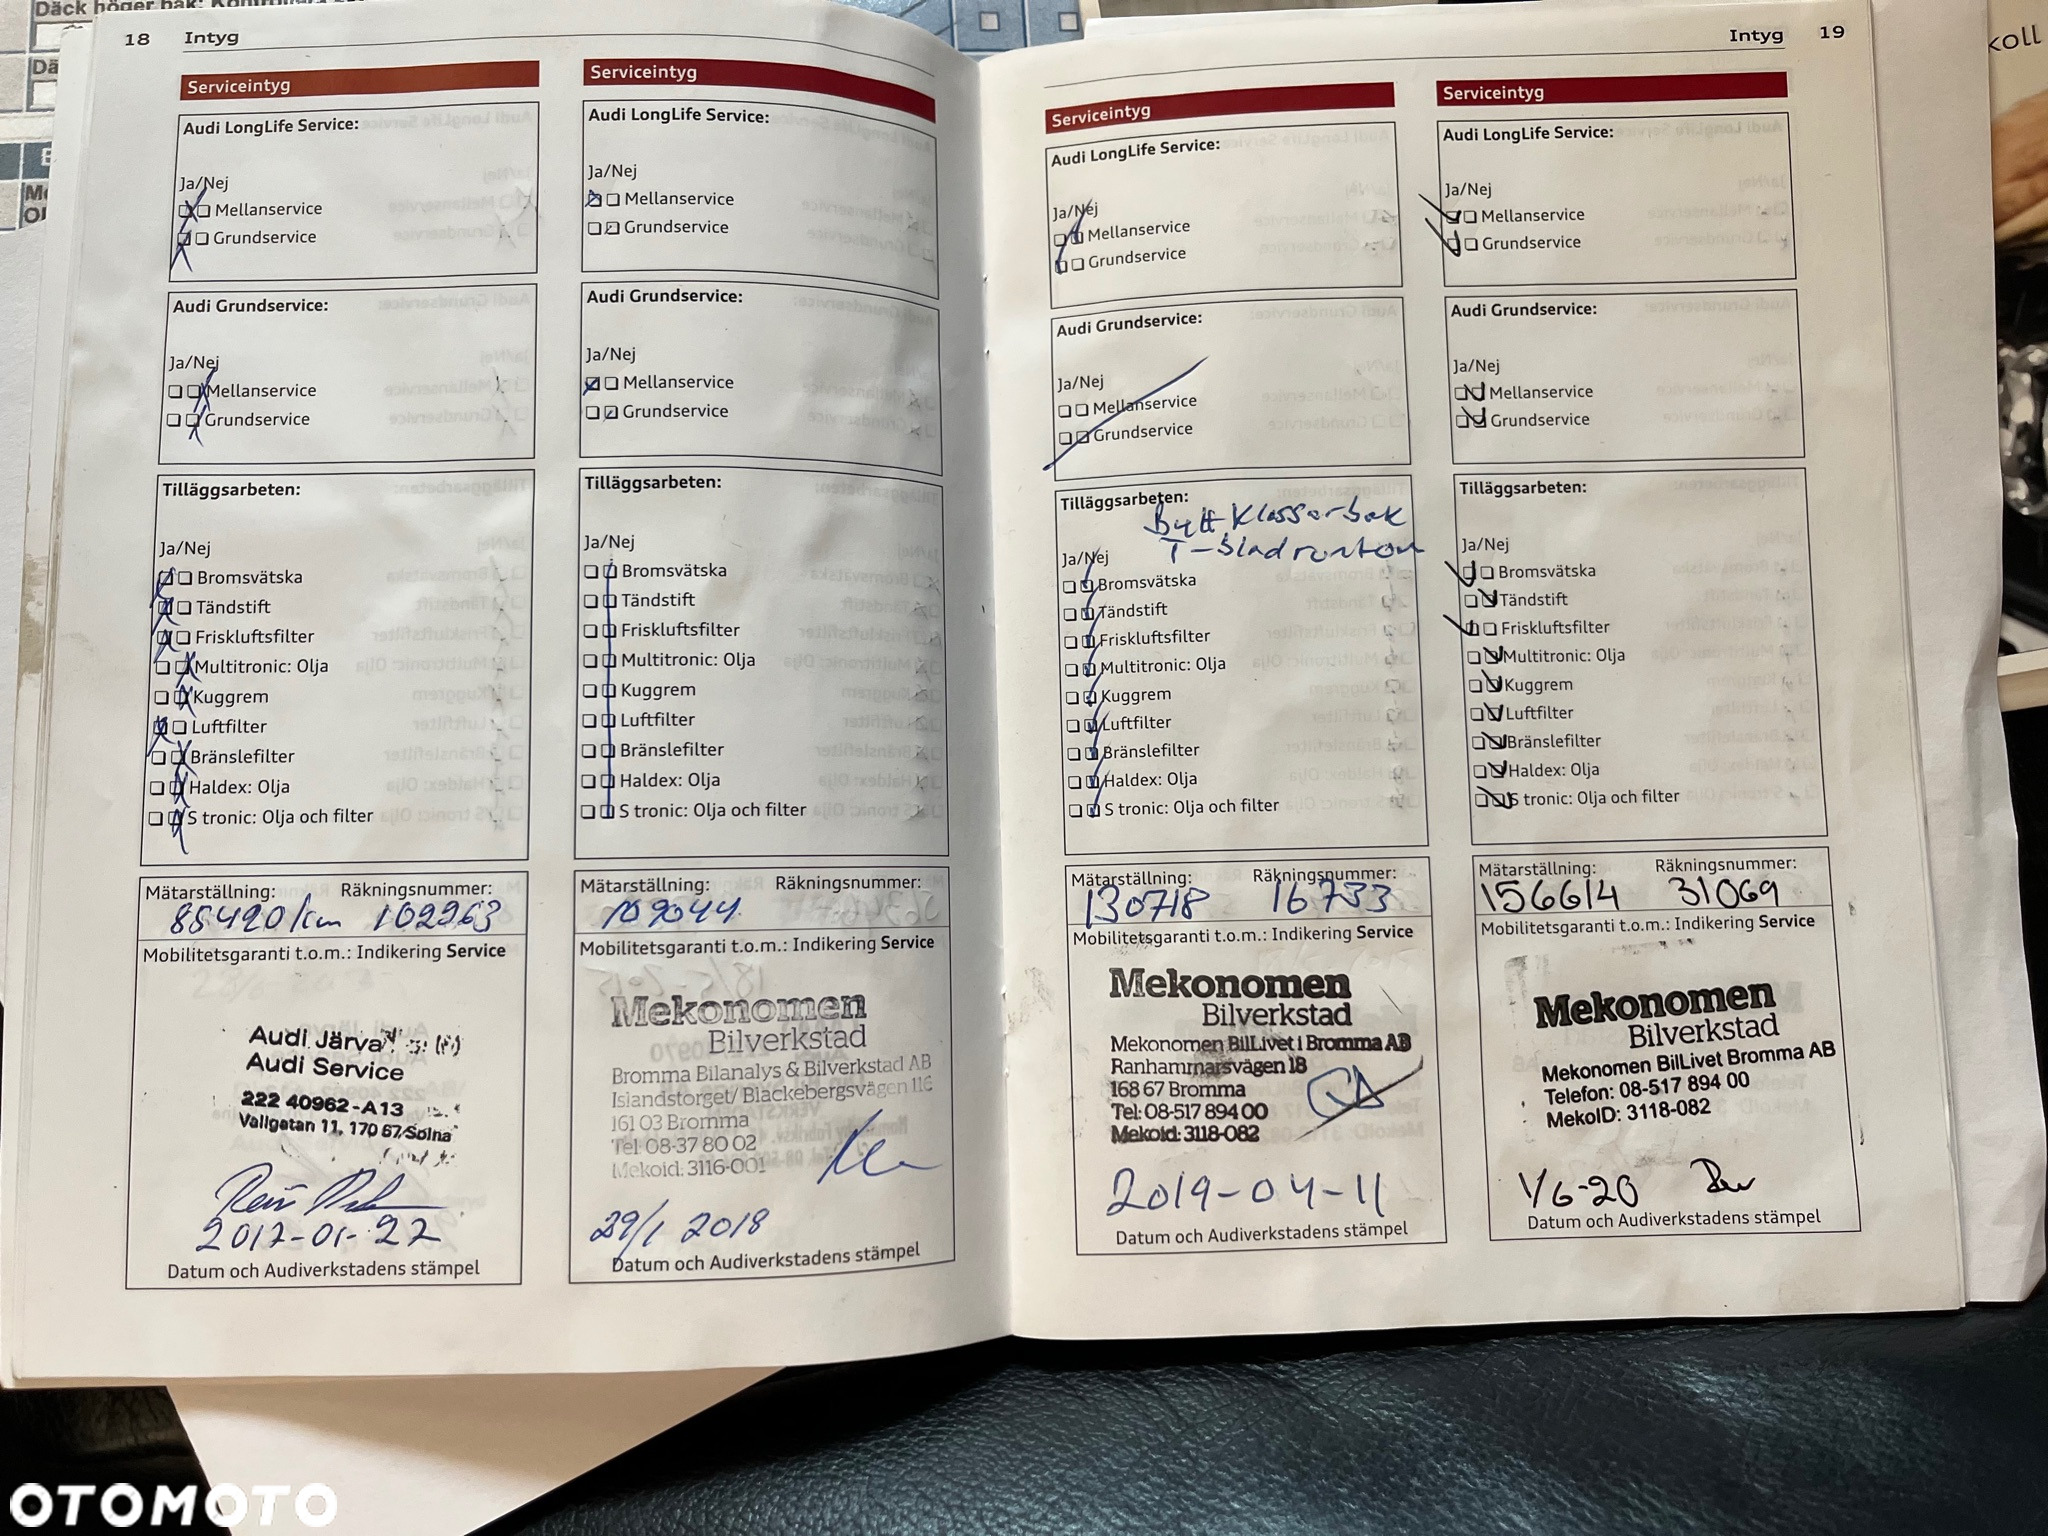 Däck höger bak:
18 Intyg
Serviceintyg
Audi LongLife Service:
Ja/Nej
Mellanservice
Grundservice
Audi Grundservice:
Ja/Nej
Mellanservice
Grundservice
Tilläggsarbeten:
Ja/Nej
Bromsvätska
Tändstift
Friskluftsfilter
Multitronic: Olja
Kuggrem
Luftfilter
Bränslefilter
Haldex: Olja
S tronic: Olja och filter
Mätarställning: Räkningsnummer:
85420/km 102263
Mobilitetsgaranti t.o.m.: Indikering Service
Audi Järva
Audi Service
222 40962-A13
Vallgatan 11, 170 67 Solna
2017-01-27
Datum och Audiverkstadens stämpel
Serviceintyg
Audi LongLife Service:
Ja/Nej
Mellanservice
Grundservice
Audi Grundservice:
Ja/Nej
Mellanservice
Grundservice
Tilläggsarbeten:
Ja/Nej
Bromsvätska
Tändstift
Friskluftsfilter
Multitronic: Olja
Kuggrem
Luftfilter
Bränslefilter
Haldex: Olja
S tronic: Olja och filter
Mätarställning: Räkningsnummer:
109044
Mobilitetsgaranti t.o.m.: Indikering Service
Mekonomen
Bilverkstad
Bromma Bilanalys & Bilverkstad AB
Islandstorget/Blackebergsvägen 116
161 03 Bromma
Tel 08-37 80 02
Mekoid: 3116-001
29/1 2018
Datum och Audiverkstadens stämpel
Intyg 19
Serviceintyg
Audi LongLife Service:
Ja/Nej
Mellanservice
Grundservice
Audi Grundservice:
Ja/Nej
Mellanservice
Grundservice
Tilläggsarbeten:
Bytt Klossar bak
Ja/Nej
Bromsvätska
Tändstift
Friskluftsfilter
Multitronic: Olja
Kuggrem
Luftfilter
Bränslefilter
Haldex: Olja
S tronic: Olja och filter
Mätarställning: Räkningsnummer:
130718 16733
Mobilitetsgaranti t.o.m.: Indikering Service
Mekonomen
Bilverkstad
Mekonomen BilLivet i Bromma AB
Ranhammarsvägen 18
168 67 Bromma
Tel: 08-517 894 00
Mekoid: 3118-082
2019-04-11
Datum och Audiverkstadens stämpel
Serviceintyg
Audi LongLife Service:
Ja/Nej
Mellanservice
Grundservice
Audi Grundservice:
Ja/Nej
Mellanservice
Grundservice
Tilläggsarbeten:
Ja/Nej
Bromsvätska
Tändstift
Friskluftsfilter
Multitronic: Olja
Kuggrem
Luftfilter
Bränslefilter
Haldex: Olja
S tronic: Olja och filter
Mätarställning: Räkningsnummer:
156614 31069
Mobilitetsgaranti t.o.m.: Indikering Service
Mekonomen
Bilverkstad
Mekonomen BilLivet Bromma AB
Telefon: 08-517 894 00
MekoID: 3118-082
1/6-20
Datum och Audiverkstadens stämpel
OTOMOTO